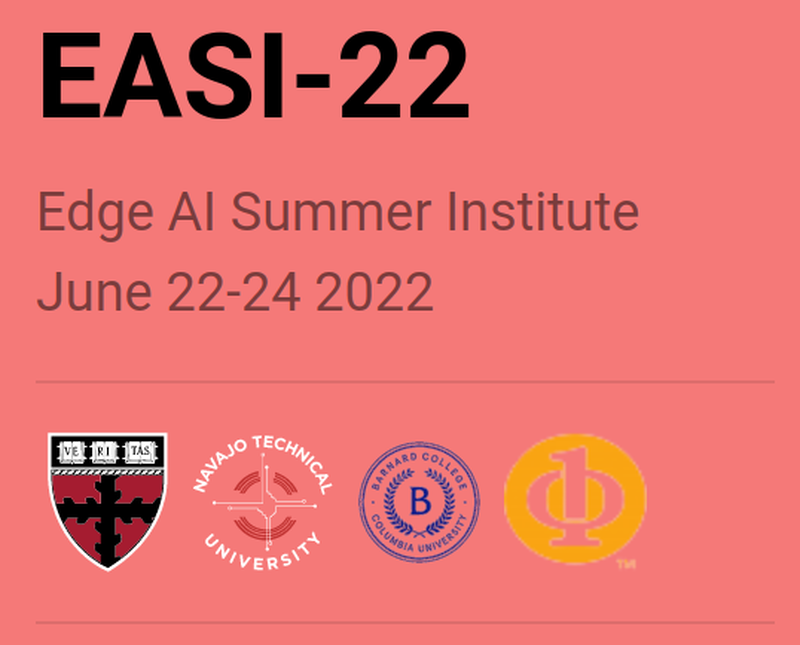 EASI-22
Edge AI Summer Institute
June 22-24 2022
VE RI TAS
NAVAJO TECHNICAL
UNIVERSITY
BARNARD COLLEGE
B
COLUMBIA UNIVERSITY
1
TM